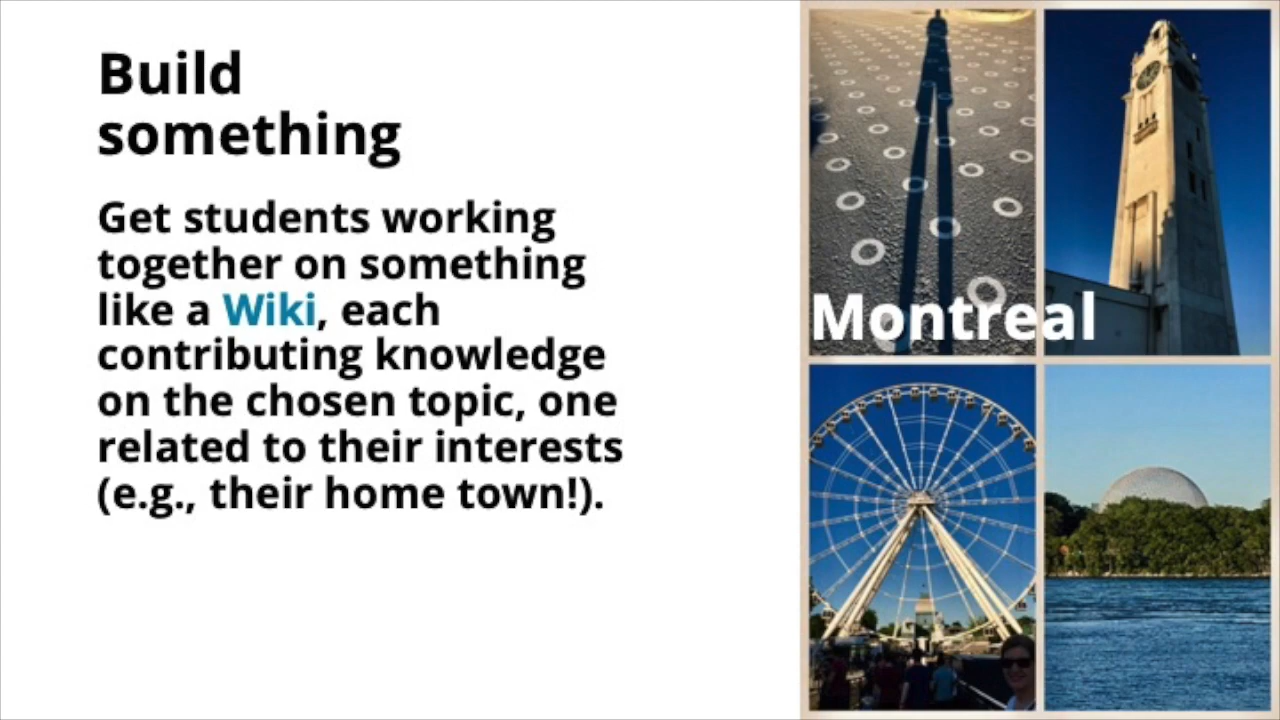 Build
something
Get students working
together on something
like a Wiki, each
contributing knowledge
on the chosen topic, one
related to their interests
(e.g., their home town!).
Montreal